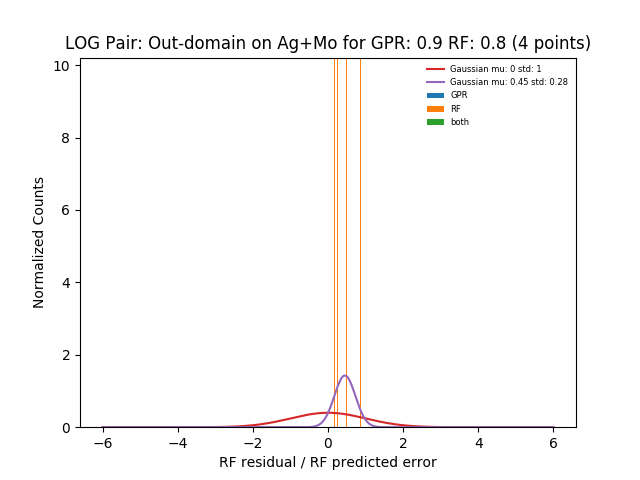 LOG Pair: Out-domain on Ag+Mo for GPR: 0.9 RF: 0.8 (4 points)
10
8
6
4
2
0
Normalized Counts
Gaussian mu: 0 std: 1
Gaussian mu: 0.45 std: 0.28
GPR
RF
both
−6 −4 −2 0 2 4 6
RF residual / RF predicted error